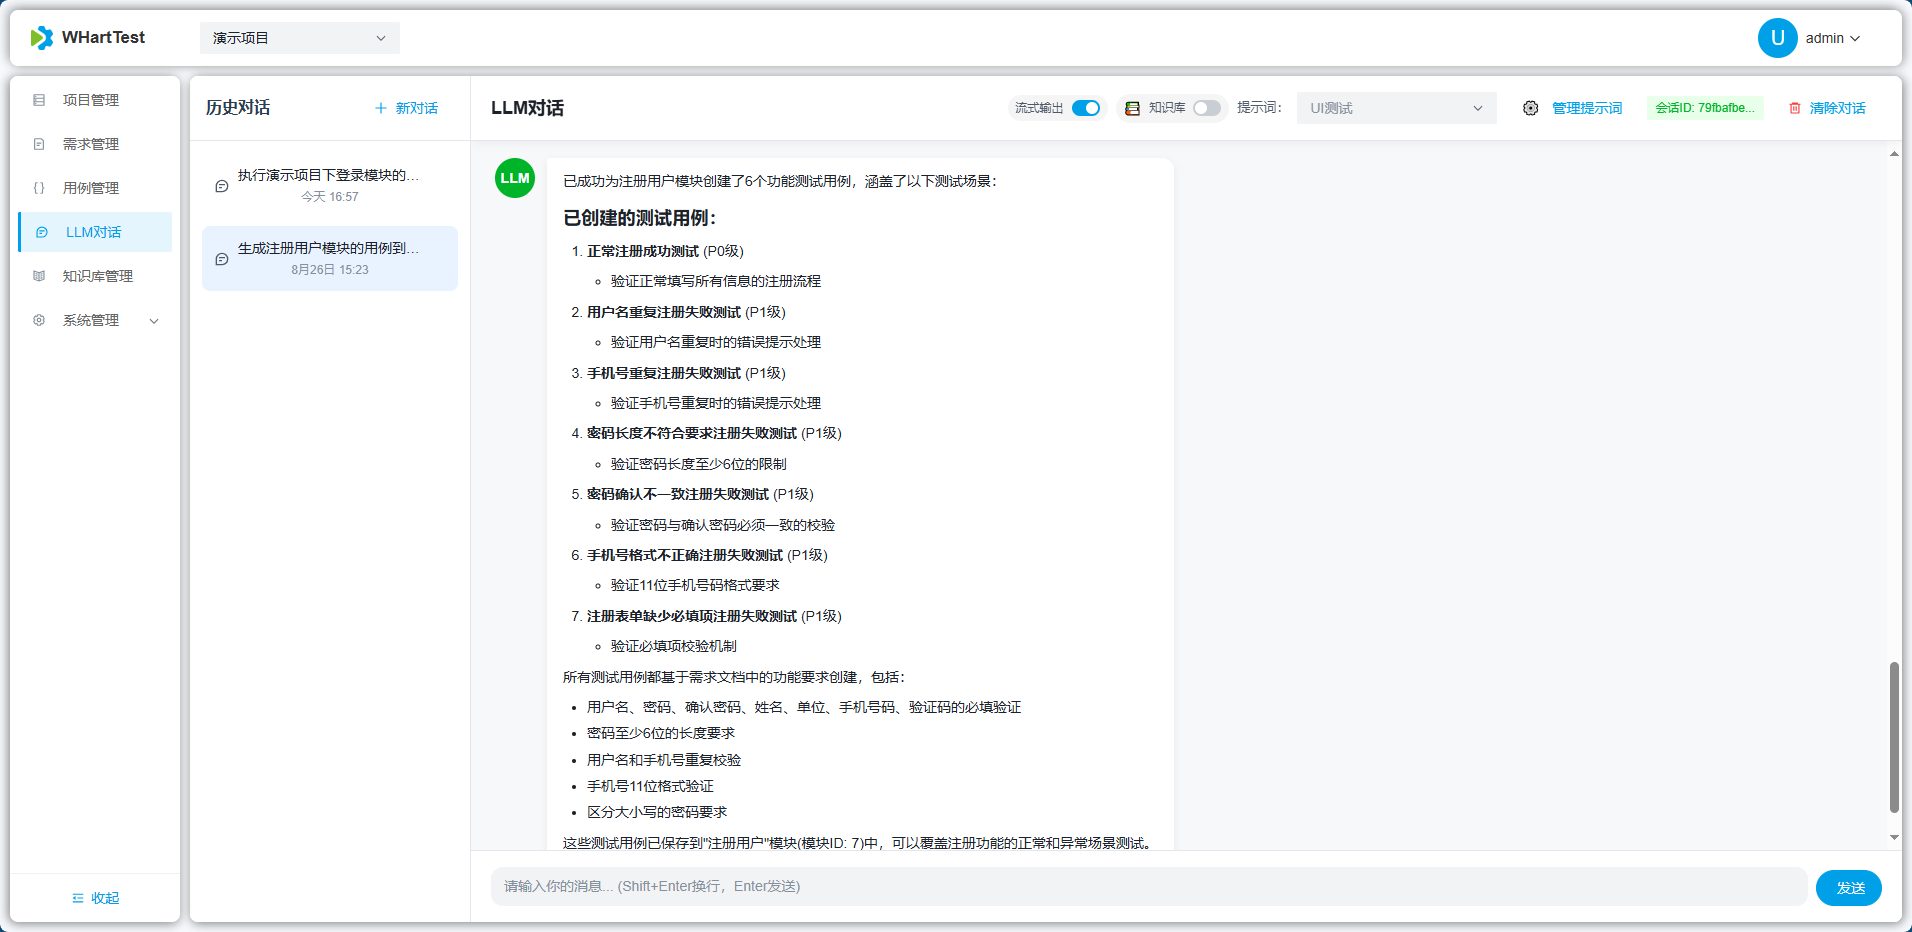 WHartTest
演示项目
U
admin
项目管理
需求管理
用例管理
LLM对话
知识库管理
系统管理
收起
历史对话
新对话
执行演示项目下登录模块的...
今天 16:57
生成注册用户模块的用例到...
8月26日 15:23
LLM对话
流式输出
知识库
提示词：
UI测试
管理提示词
会话ID: 79fbafbe...
清除对话
LLM
已成功为注册用户模块创建了6个功能测试用例，涵盖了以下测试场景：
已创建的测试用例：
1. 正常注册成功测试 (P0级)
验证正常填写所有信息的注册流程
2. 用户名重复注册失败测试 (P1级)
验证用户名重复时的错误提示处理
3. 手机号重复注册失败测试 (P1级)
验证手机号重复时的错误提示处理
4. 密码长度不符合要求注册失败测试 (P1级)
验证密码长度至少6位的限制
5. 密码确认不一致注册失败测试 (P1级)
验证密码与确认密码必须一致的校验
6. 手机号格式不正确注册失败测试 (P1级)
验证11位手机号码格式要求
7. 注册表单缺少必填项注册失败测试 (P1级)
验证必填项校验机制
所有测试用例都基于需求文档中的功能要求创建，包括：
用户名、密码、确认密码、姓名、单位、手机号码、验证码的必填验证
密码至少6位的长度要求
用户名和手机号重复校验
手机号11位格式验证
区分大小写的密码要求
这些测试用例已保存到"注册用户"模块(模块ID: 7)中，可以覆盖注册功能的正常和异常场景测试。
请输入你的消息... (Shift+Enter换行，Enter发送)
发送